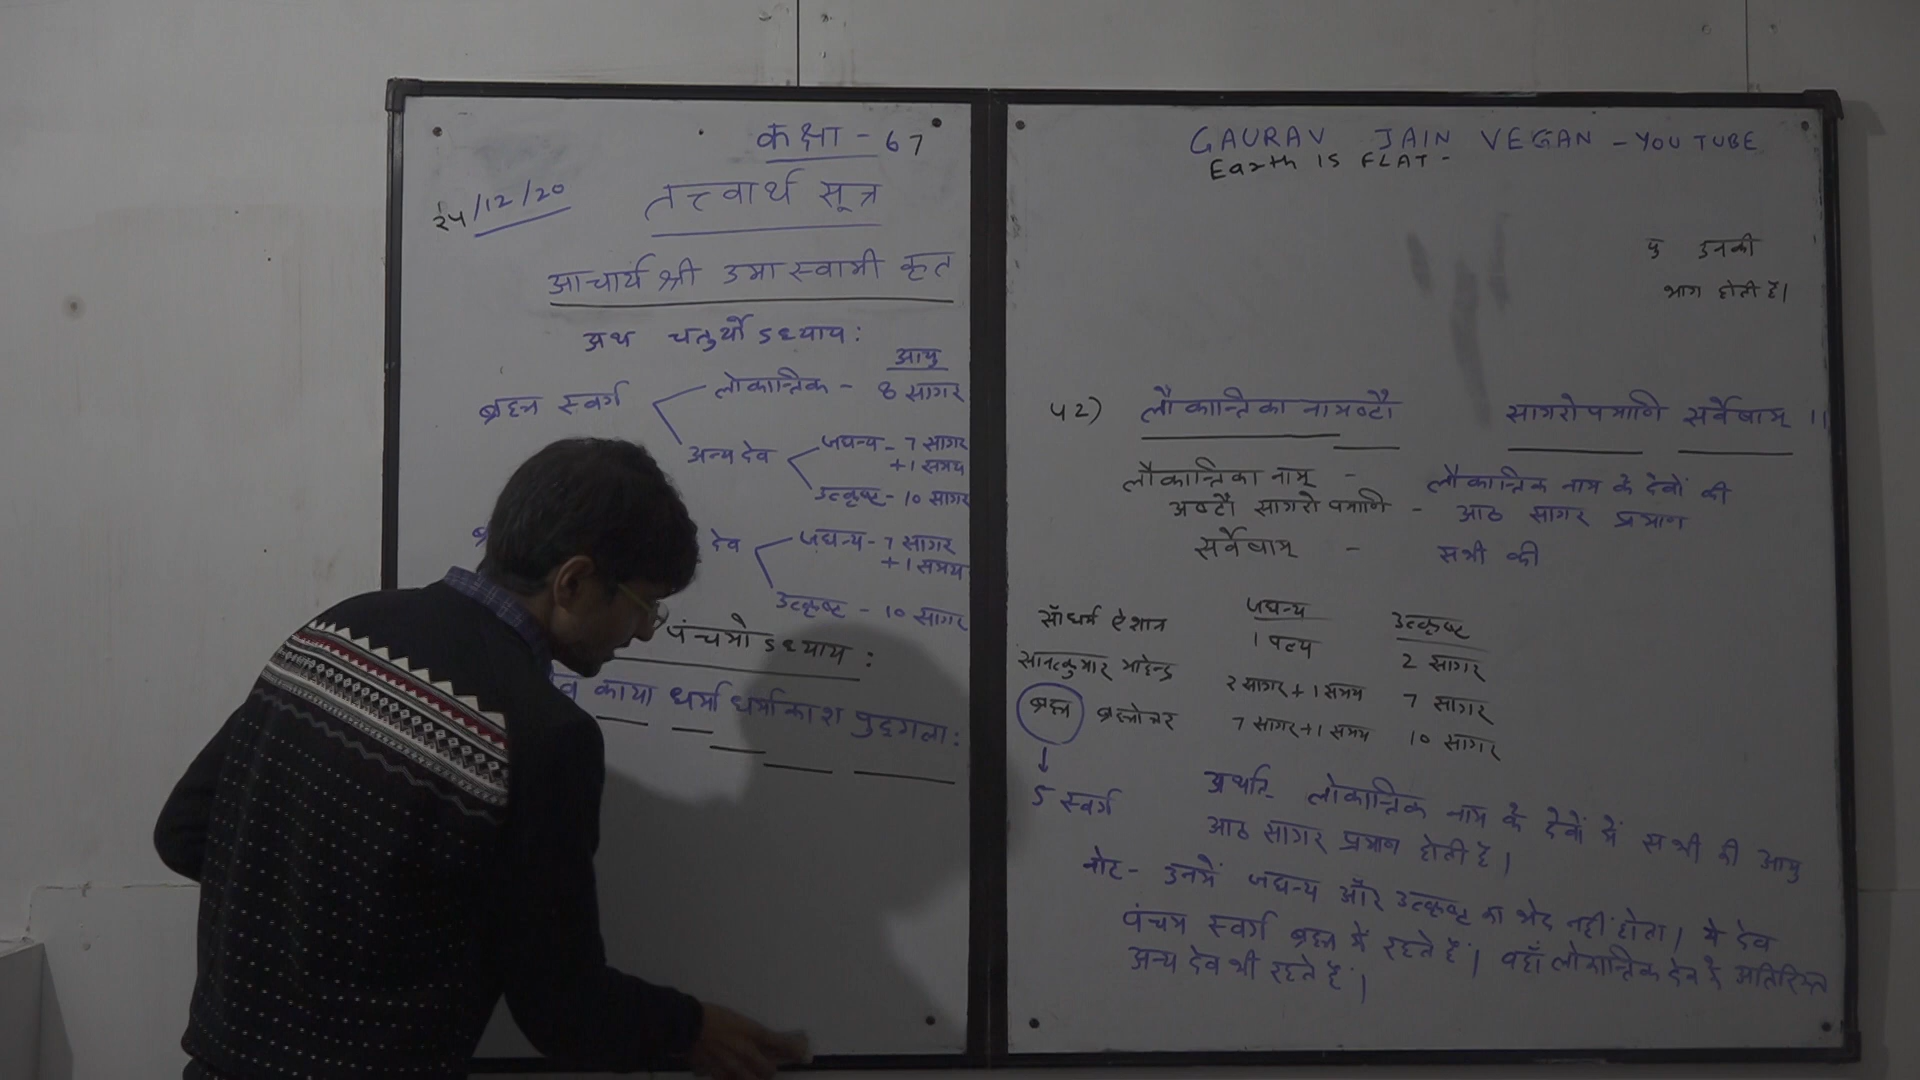 कक्षा - 67
25/12/20
तत्त्वार्थ सूत्र
आचार्य श्री उमास्वामी कृत
अथ चतुर्थोऽध्याय:
आयु
ब्रह्म स्वर्ग
लोकान्तिक - 8 सागर
अन्य देव
जघन्य - 7 सागर
+1 समय
उत्कृष्ट - 10 सागर
देव
जघन्य - 7 सागर
+1 समय
उत्कृष्ट - 10 सागर
पंचमोऽध्याय:
काया धर्मा धर्माकाश पुद्गला:
GAURAV JAIN VEGAN - YOUTUBE
Earth IS FLAT -
उनकी
भाग होती है।
42) लौकान्तिका नामष्टौ सागरोपमाणि सर्वेषाम् ||
लौकान्तिका नाम् - लौकान्तिक नाम के देवों की
अष्टौ सागरोपमाणि - आठ सागर प्रमाण
सर्वेषाम् - सभी की
जघन्य उत्कृष्ट
सौधर्म ऐशान 1 पल्य 2 सागर
सानत्कुमार माहेन्द्र 2 सागर+1 समय 7 सागर
ब्रह्म ब्रह्मोत्तर 7 सागर+1 समय 10 सागर
↓
5 स्वर्ग
अर्थात- लोकान्तिक नाम के देवों में सभी की आयु
आठ सागर प्रमाण होती है।
नोट- उनमें जघन्य और उत्कृष्ट का भेद नहीं होता। ये देव
पंचम स्वर्ग ब्रह्म में रहते हैं। वहाँ लोकान्तिक देव के अतिरिक्त
अन्य देव भी रहते हैं।